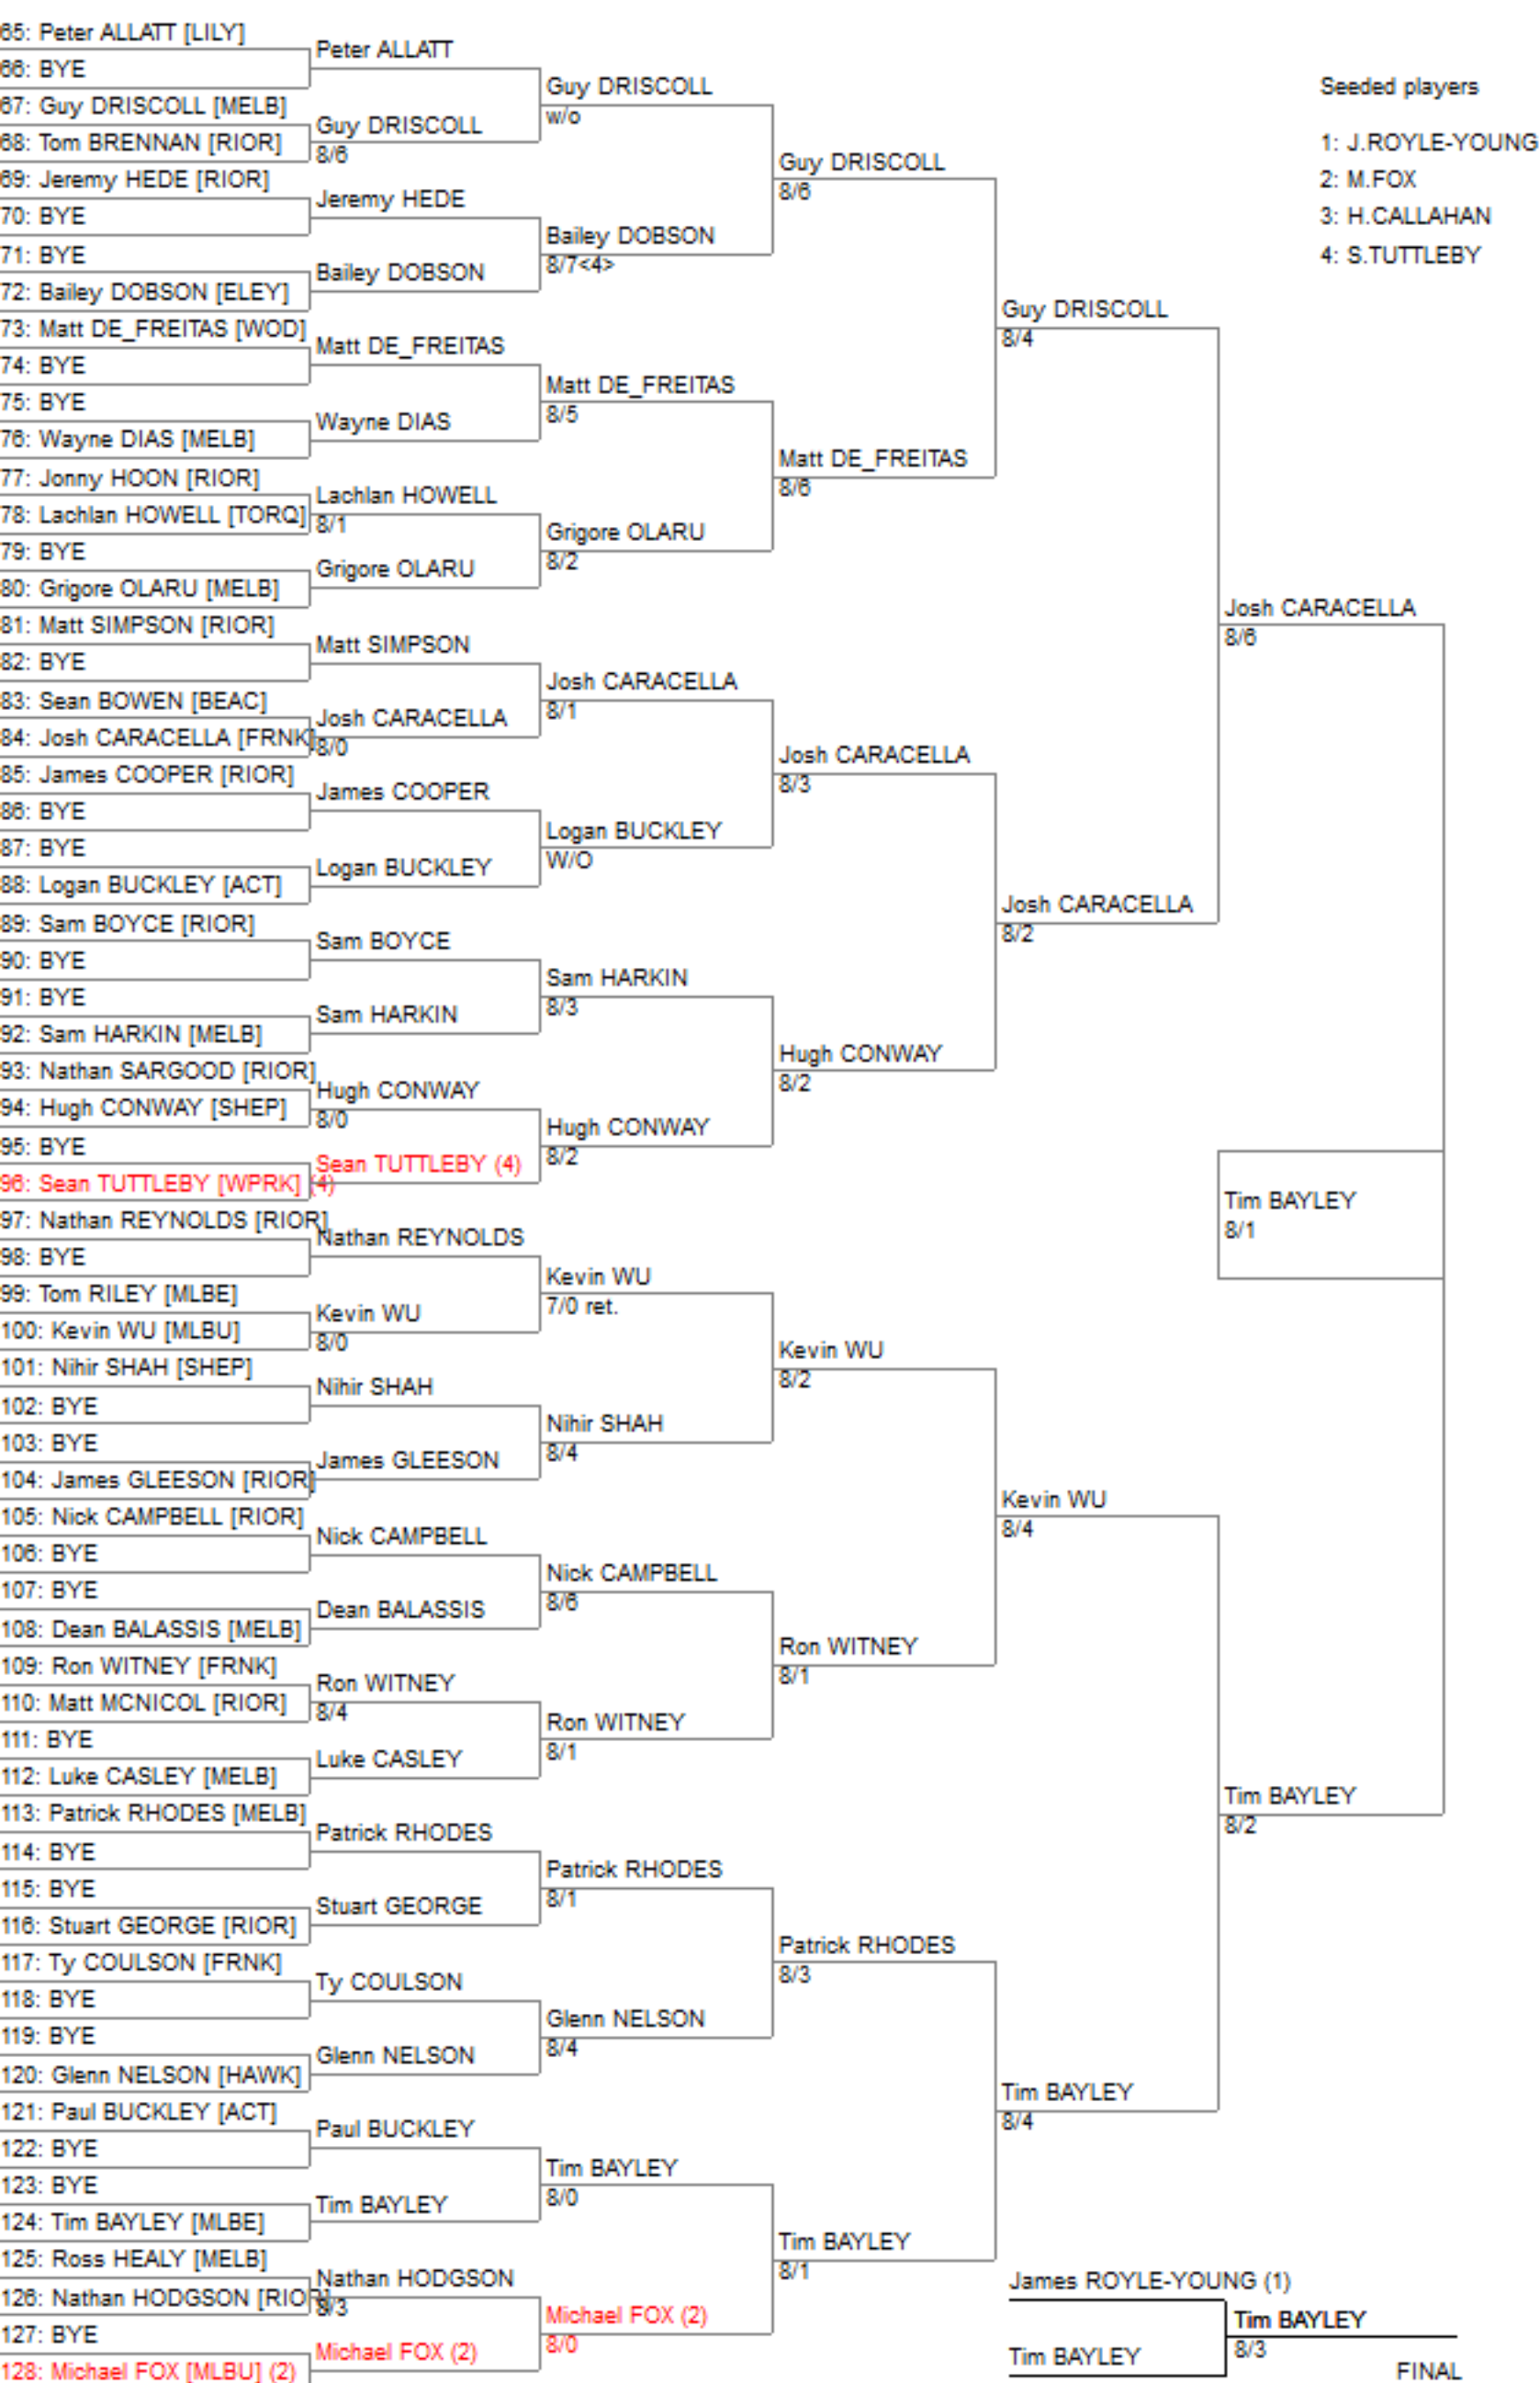 65: Peter ALLATT [LILY]
66: BYE
67: Guy DRISCOLL [MELB]
68: Tom BRENNAN [RIOR]
69: Jeremy HEDE [RIOR]
70: BYE
71: BYE
72: Bailey DOBSON [ELEY]
73: Matt DE_FREITAS [WOD]
74: BYE
75: BYE
76: Wayne DIAS [MELB]
77: Jonny HOON [RIOR]
78: Lachlan HOWELL [TORQ]
79: BYE
80: Grigore OLARU [MELB]
81: Matt SIMPSON [RIOR]
82: BYE
83: Sean BOWEN [BEAC]
84: Josh CARACELLA [FRNK]
85: James COOPER [RIOR]
86: BYE
87: BYE
88: Logan BUCKLEY [ACT]
89: Sam BOYCE [RIOR]
90: BYE
91: BYE
92: Sam HARKIN [MELB]
93: Nathan SARGOOD [RIOR]
94: Hugh CONWAY [SHEP]
95: BYE
96: Sean TUTTLEBY [WPRK] (4)
97: Nathan REYNOLDS [RIOR]
98: BYE
99: Tom RILEY [MLBE]
100: Kevin WU [MLBU]
101: Nihir SHAH [SHEP]
102: BYE
103: BYE
104: James GLEESON [RIOR]
105: Nick CAMPBELL [RIOR]
106: BYE
107: BYE
108: Dean BALASSIS [MELB]
109: Ron WITNEY [FRNK]
110: Matt MCNICOL [RIOR]
111: BYE
112: Luke CASLEY [MELB]
113: Patrick RHODES [MELB]
114: BYE
115: BYE
116: Stuart GEORGE [RIOR]
117: Ty COULSON [FRNK]
118: BYE
119: BYE
120: Glenn NELSON [HAWK]
121: Paul BUCKLEY [ACT]
122: BYE
123: BYE
124: Tim BAYLEY [MLBE]
125: Ross HEALY [MELB]
126: Nathan HODGSON [RIOR]
127: BYE
128: Michael FOX [MLBU] (2)
Peter ALLATT
Guy DRISCOLL
8/6
Jeremy HEDE
Bailey DOBSON
Matt DE_FREITAS
Wayne DIAS
Lachlan HOWELL
8/1
Grigore OLARU
Matt SIMPSON
Josh CARACELLA
8/0
James COOPER
Logan BUCKLEY
Sam BOYCE
Sam HARKIN
Hugh CONWAY
8/0
Sean TUTTLEBY (4)
Nathan REYNOLDS
Kevin WU
8/0
Nihir SHAH
James GLEESON
Nick CAMPBELL
Dean BALASSIS
Ron WITNEY
8/4
Luke CASLEY
Patrick RHODES
Stuart GEORGE
Ty COULSON
Glenn NELSON
Paul BUCKLEY
Tim BAYLEY
Nathan HODGSON
8/3
Michael FOX (2)
Guy DRISCOLL
w/o
Bailey DOBSON
8/7<4>
Matt DE_FREITAS
8/5
Grigore OLARU
8/2
Josh CARACELLA
8/1
Logan BUCKLEY
W/O
Sam HARKIN
8/3
Hugh CONWAY
8/2
Kevin WU
7/0 ret.
Nihir SHAH
8/4
Nick CAMPBELL
8/6
Ron WITNEY
8/1
Patrick RHODES
8/1
Glenn NELSON
8/4
Tim BAYLEY
8/0
Michael FOX (2)
8/0
Guy DRISCOLL
8/6
Matt DE_FREITAS
8/6
Josh CARACELLA
8/3
Hugh CONWAY
8/2
Kevin WU
8/2
Ron WITNEY
8/1
Patrick RHODES
8/3
Tim BAYLEY
8/1
Guy DRISCOLL
8/4
Josh CARACELLA
8/2
Kevin WU
8/4
Tim BAYLEY
8/4
Josh CARACELLA
8/6
Tim BAYLEY
8/2
Tim BAYLEY
8/1
Seeded players
1: J.ROYLE-YOUNG
2: M.FOX
3: H.CALLAHAN
4: S.TUTTLEBY
James ROYLE-YOUNG (1)
Tim BAYLEY
Tim BAYLEY
8/3
FINAL